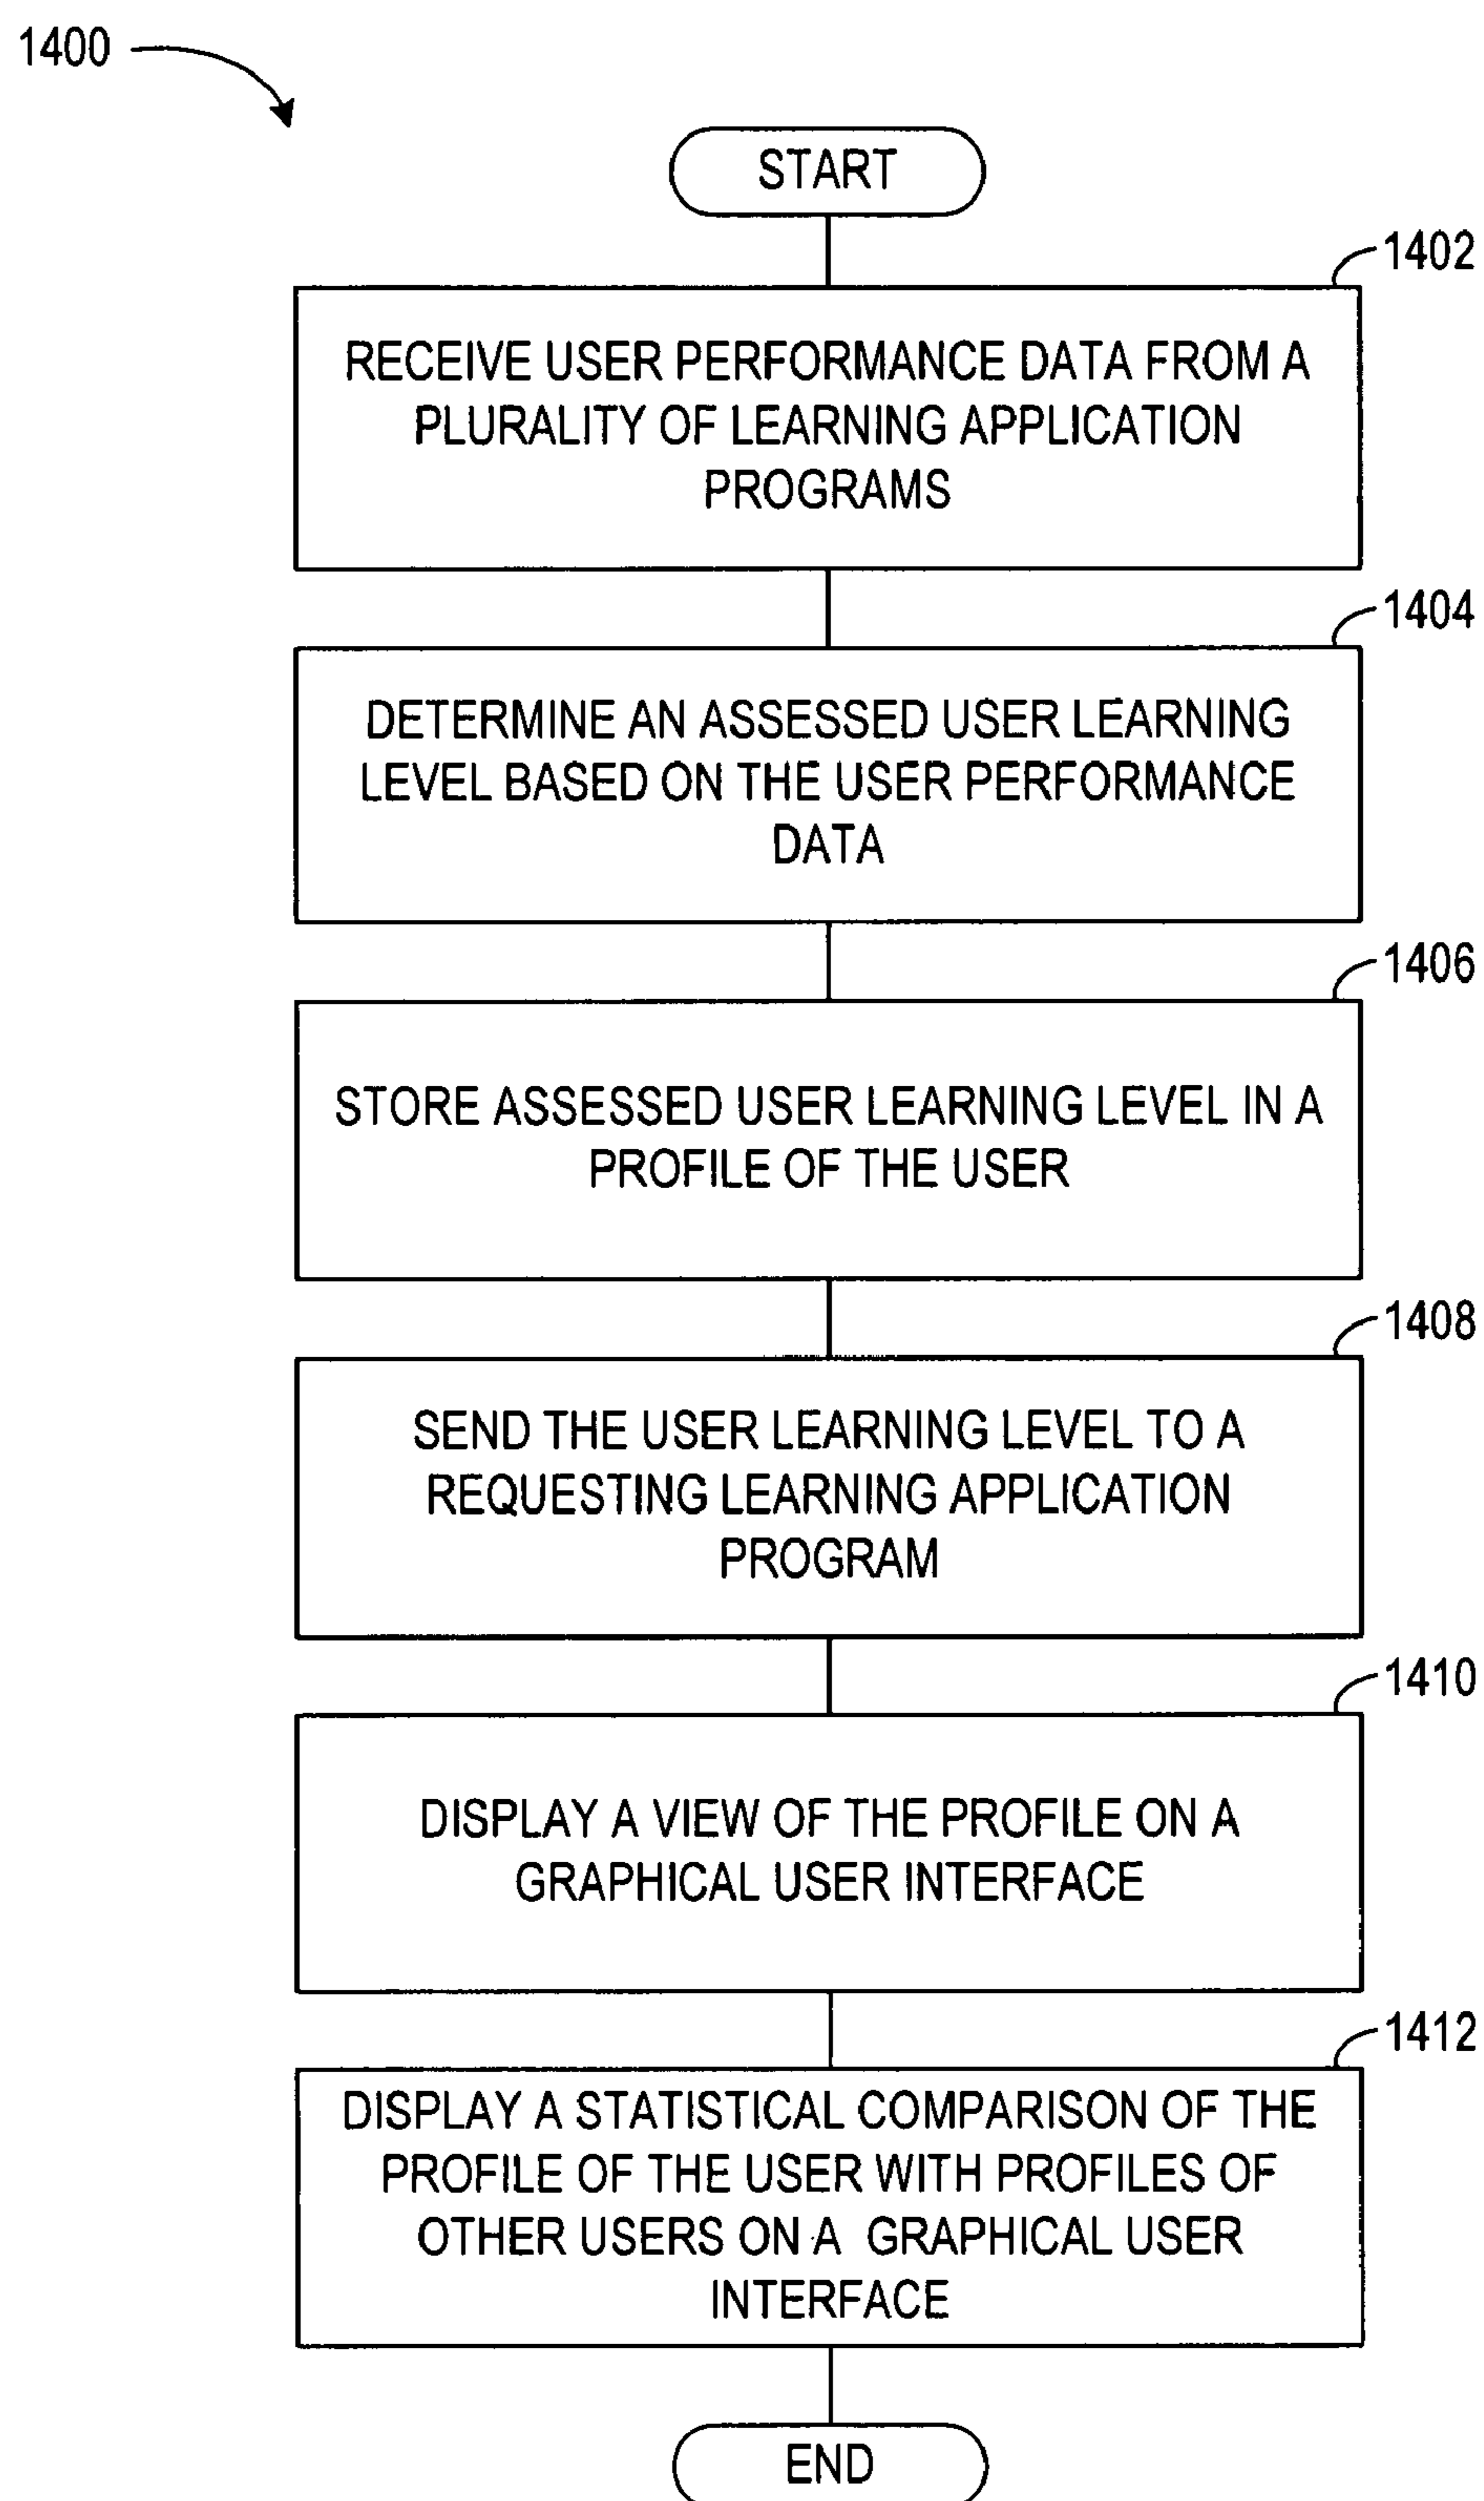 1400
START
1402
RECEIVE USER PERFORMANCE DATA FROM A
PLURALITY OF LEARNING APPLICATION
PROGRAMS
1404
DETERMINE AN ASSESSED USER LEARNING
LEVEL BASED ON THE USER PERFORMANCE
DATA
1406
STORE ASSESSED USER LEARNING LEVEL IN A
PROFILE OF THE USER
1408
SEND THE USER LEARNING LEVEL TO A
REQUESTING LEARNING APPLICATION
PROGRAM
1410
DISPLAY A VIEW OF THE PROFILE ON A
GRAPHICAL USER INTERFACE
1412
DISPLAY A STATISTICAL COMPARISON OF THE
PROFILE OF THE USER WITH PROFILES OF
OTHER USERS ON A GRAPHICAL USER
INTERFACE
END